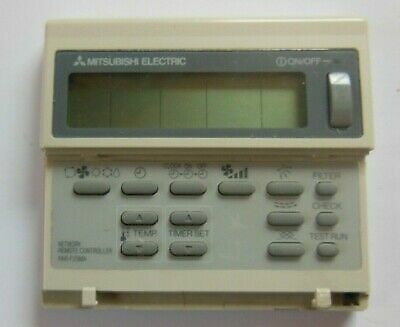 MITSUBISHI ELECTRIC
ON/OFF
CLOCK ON OFF
FILTER
CHECK
TEMP.
TIMER SET
TEST RUN
NETWORK
REMOTE CONTROLLER